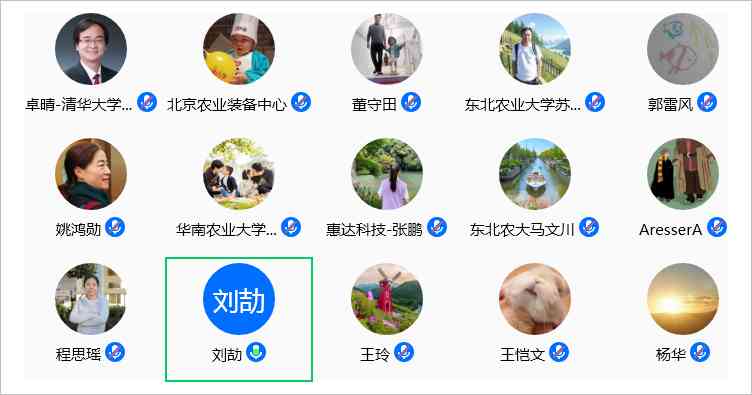 卓晴-清华大学... 北京农业装备中心 董守田 东北农业大学苏... 郭雷风
姚鸿勋 华南农业大学... 惠达科技-张鹏 东北农大马文川 AresserA
刘劼
程思瑶 刘劼 王玲 王恺文 杨华